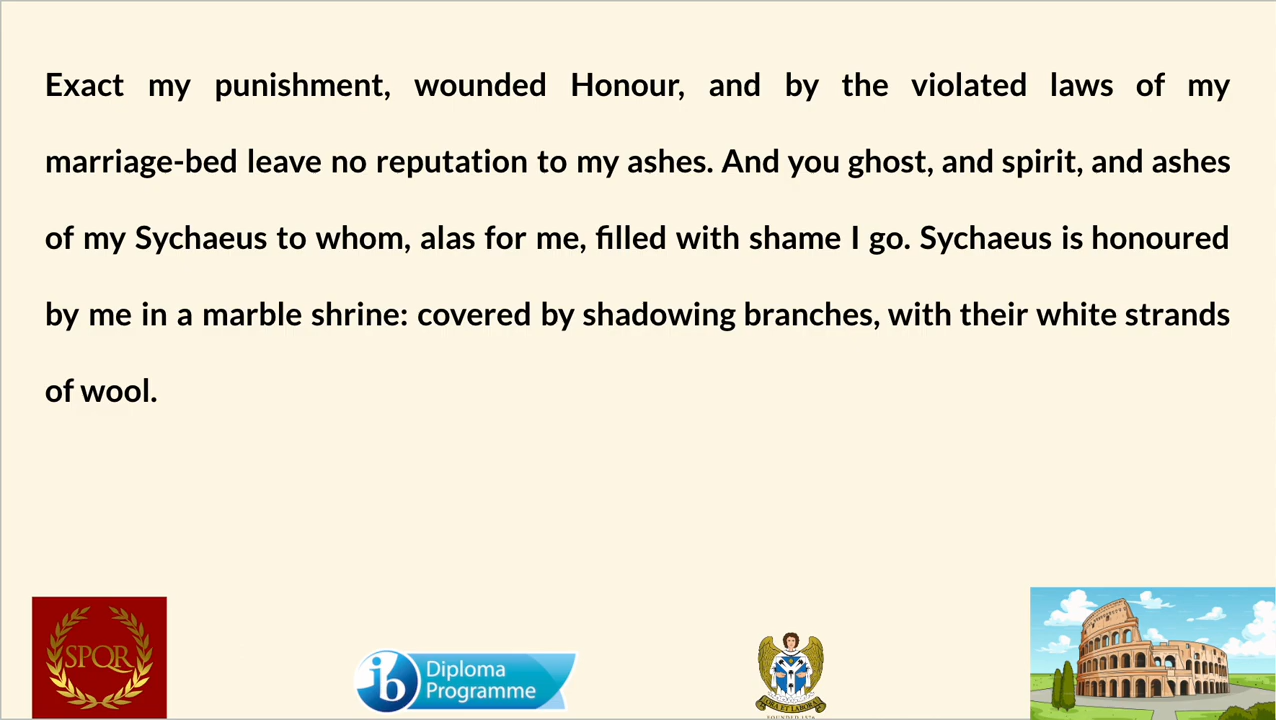 Exact my punishment, wounded Honour, and by the violated laws of my
marriage-bed leave no reputation to my ashes. And you ghost, and spirit, and ashes
of my Sychaeus to whom, alas for me, filled with shame I go. Sychaeus is honoured
by me in a marble shrine: covered by shadowing branches, with their white strands
of wool.
SPQR
ib Diploma
Programme